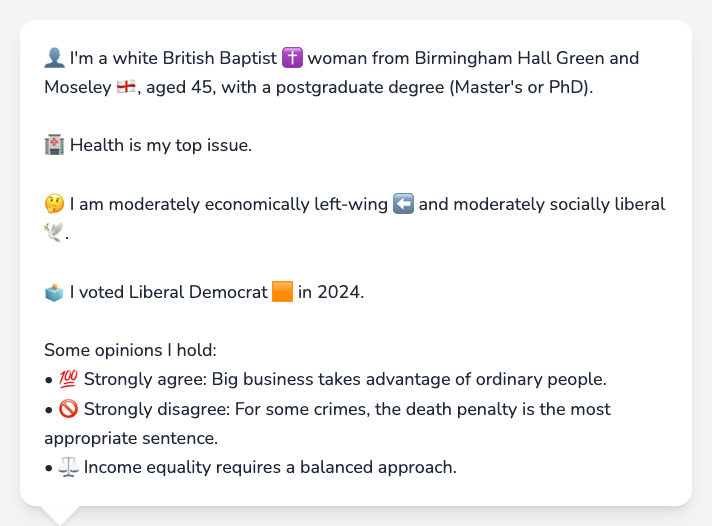 👤 I'm a white British Baptist ✝️ woman from Birmingham Hall Green and
Moseley 🏴󠁧󠁢󠁥󠁮󠁧󠁿, aged 45, with a postgraduate degree (Master's or PhD).
🏥 Health is my top issue.
🤔 I am moderately economically left-wing ⬅️ and moderately socially liberal
🕊️.
🗳️ I voted Liberal Democrat 🟧 in 2024.
Some opinions I hold:
• 💯 Strongly agree: Big business takes advantage of ordinary people.
• 🚫 Strongly disagree: For some crimes, the death penalty is the most
appropriate sentence.
• ⚖️ Income equality requires a balanced approach.